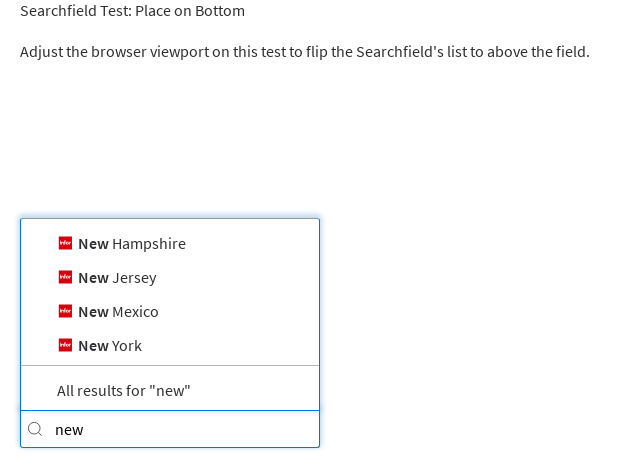 Searchfield Test: Place on Bottom
Adjust the browser viewport on this test to flip the Searchfield's list to above the field.
infor New Hampshire
infor New Jersey
infor New Mexico
infor New York
All results for "new"
new